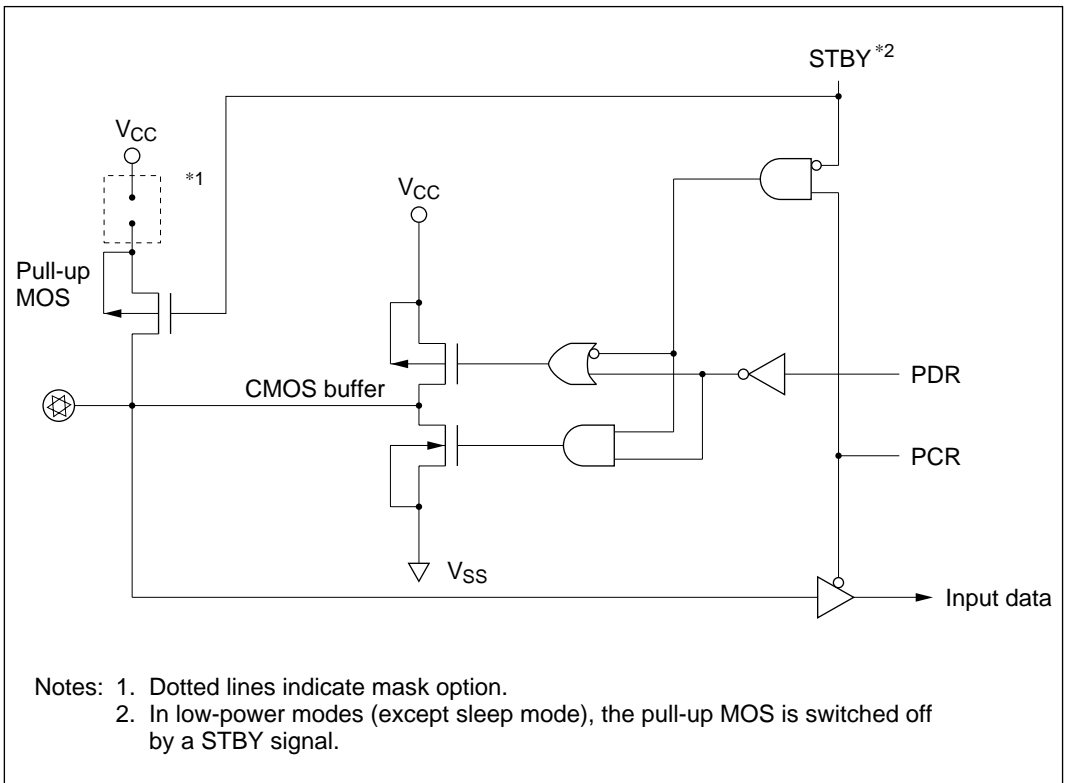 STBY *2
VCC
*1
VCC
Pull-up
MOS
PDR
CMOS buffer
PCR
VSS
Input data
Notes: 1. Dotted lines indicate mask option.
2. In low-power modes (except sleep mode), the pull-up MOS is switched off
by a STBY signal.